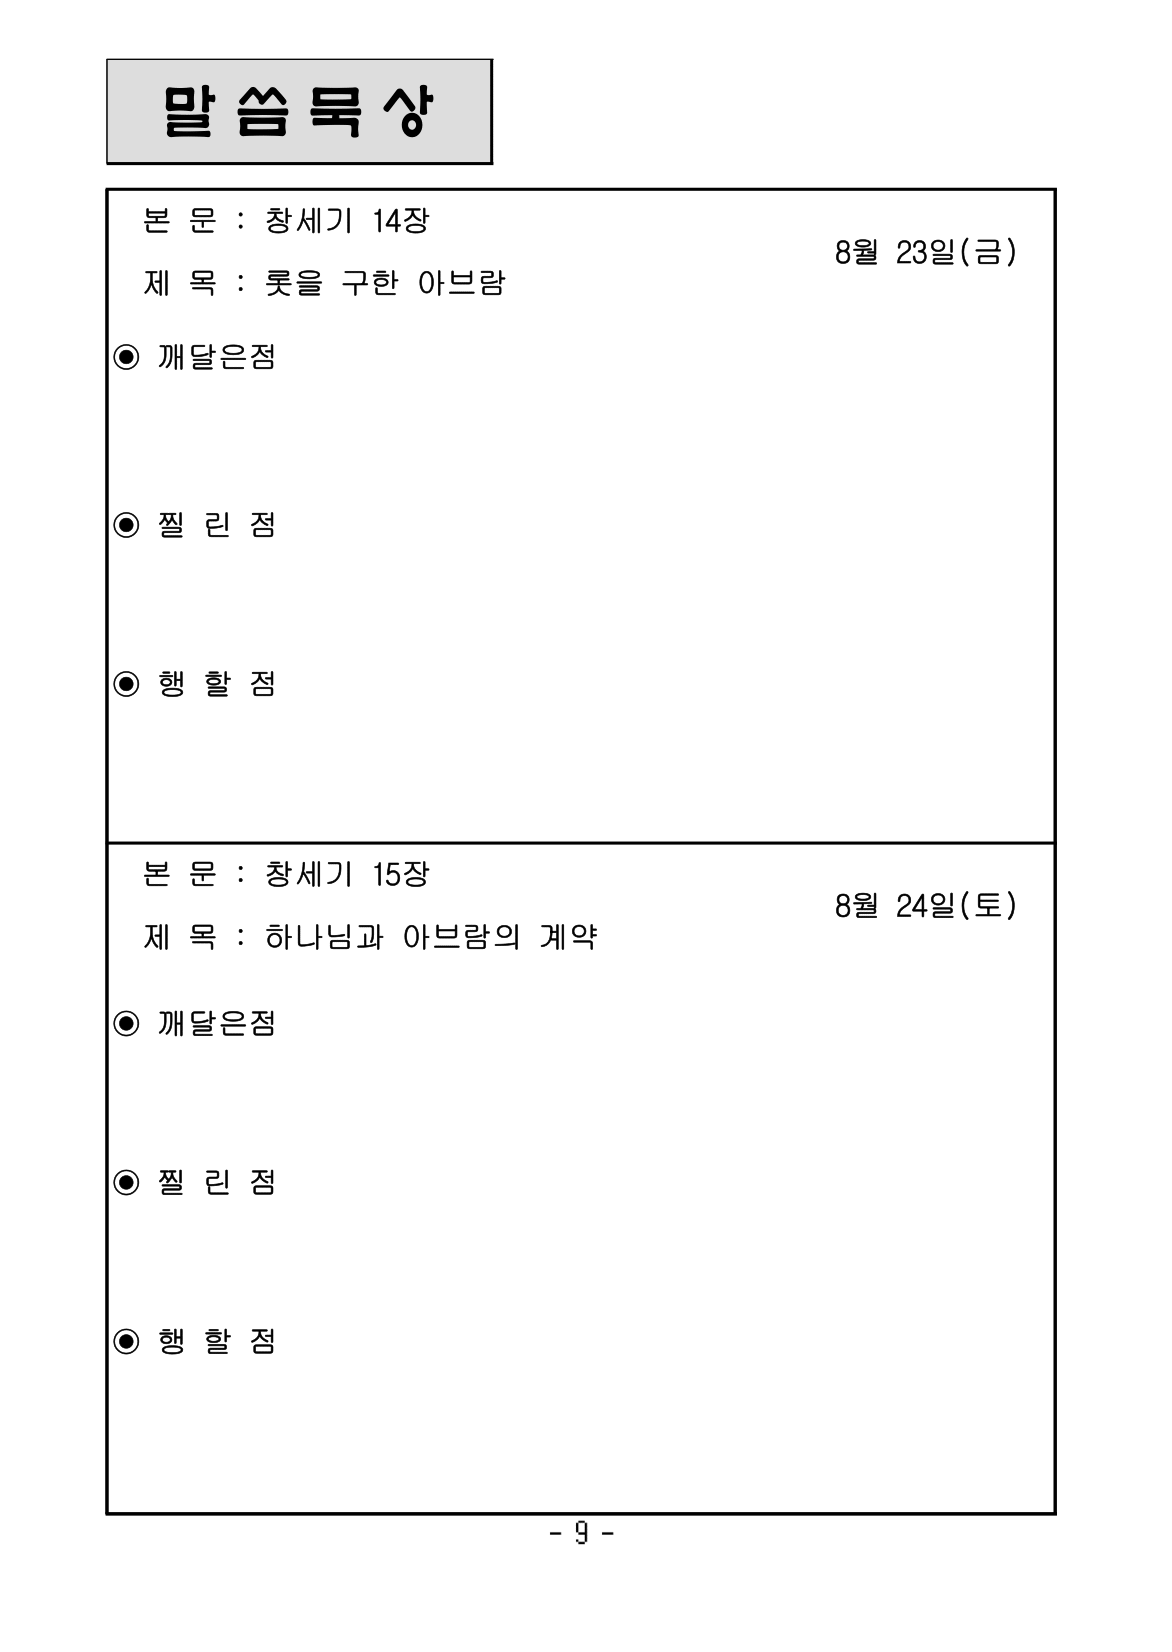 말씀묵상
본 문 : 창세기 14장
8월 23일(금)
제 목 : 롯을 구한 아브람
◉ 깨달은점
◉ 찔 린 점
◉ 행 할 점
본 문 : 창세기 15장
8월 24일(토)
제 목 : 하나님과 아브람의 계약
◉ 깨달은점
◉ 찔 린 점
◉ 행 할 점
- 9 -